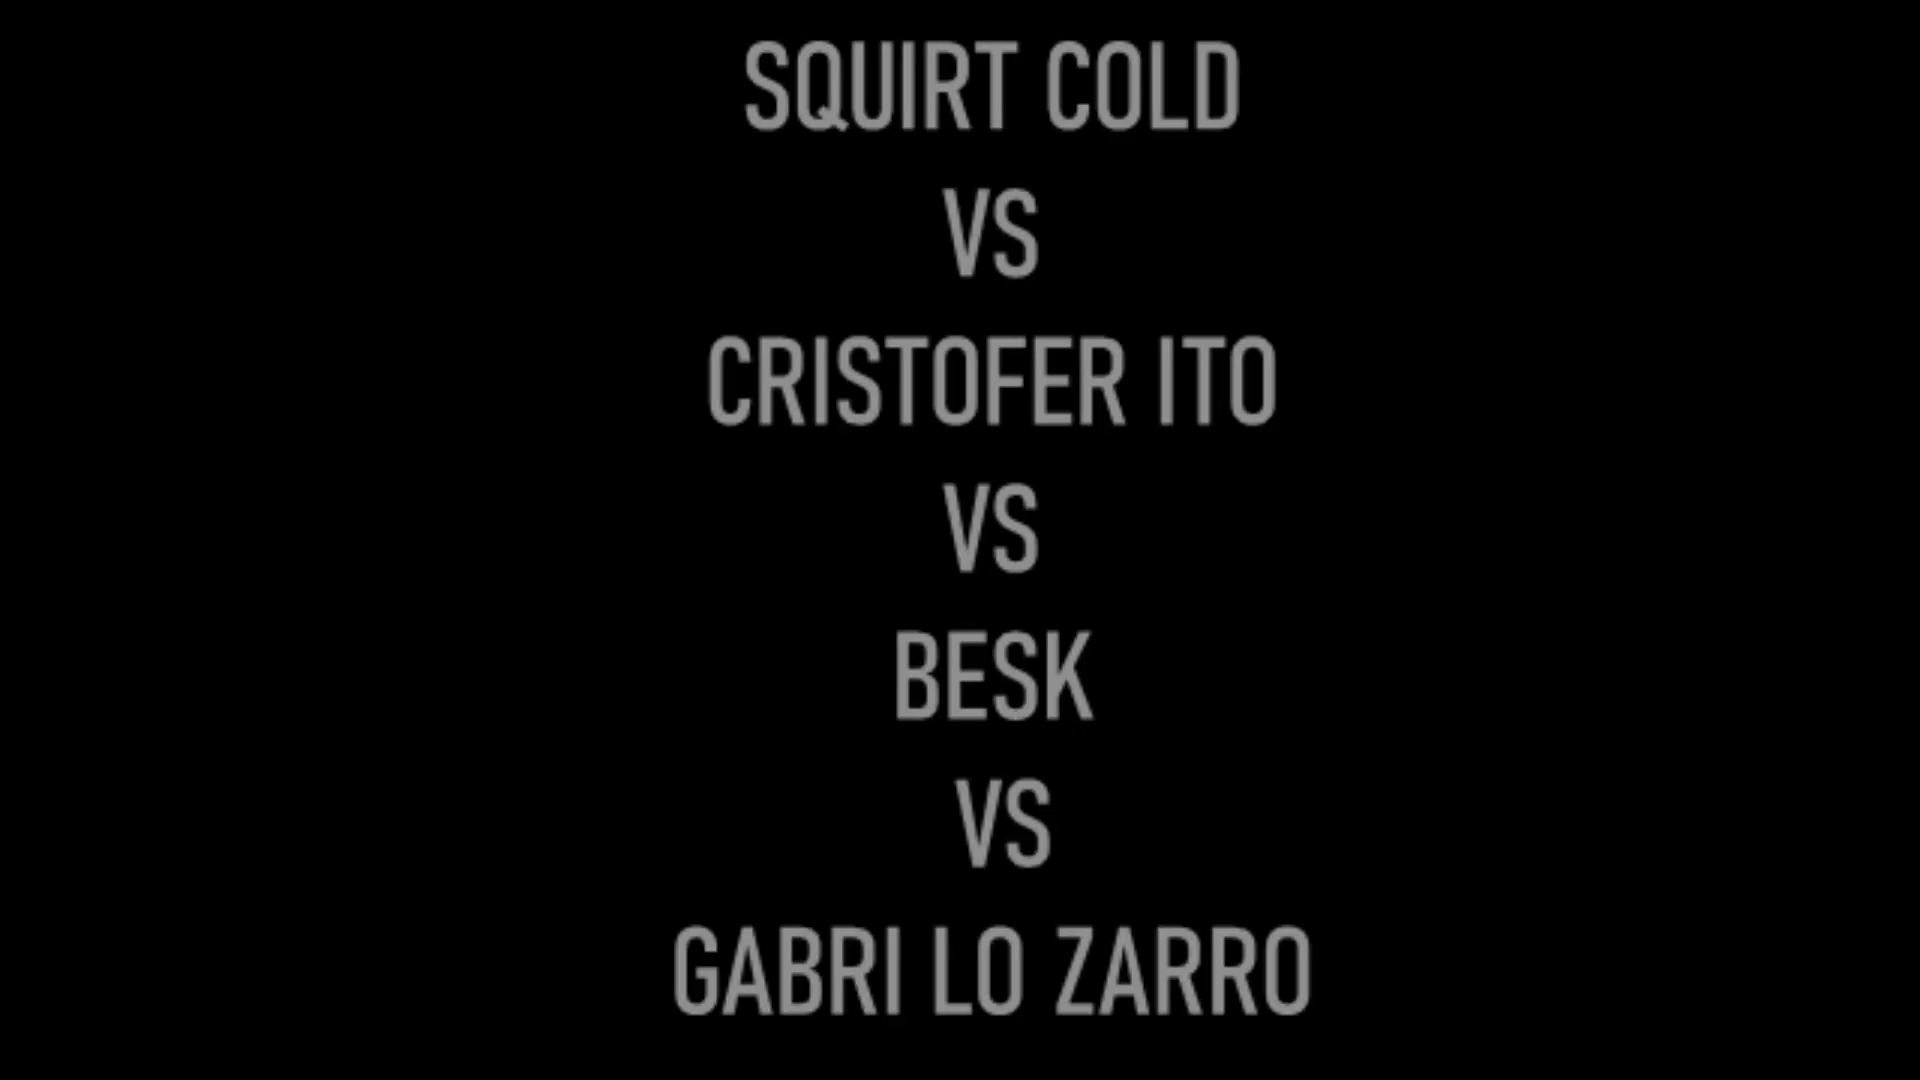 SQUIRT COLD
VS
CRISTOFER ITO
VS
BESK
VS
GABRI LO ZARRO